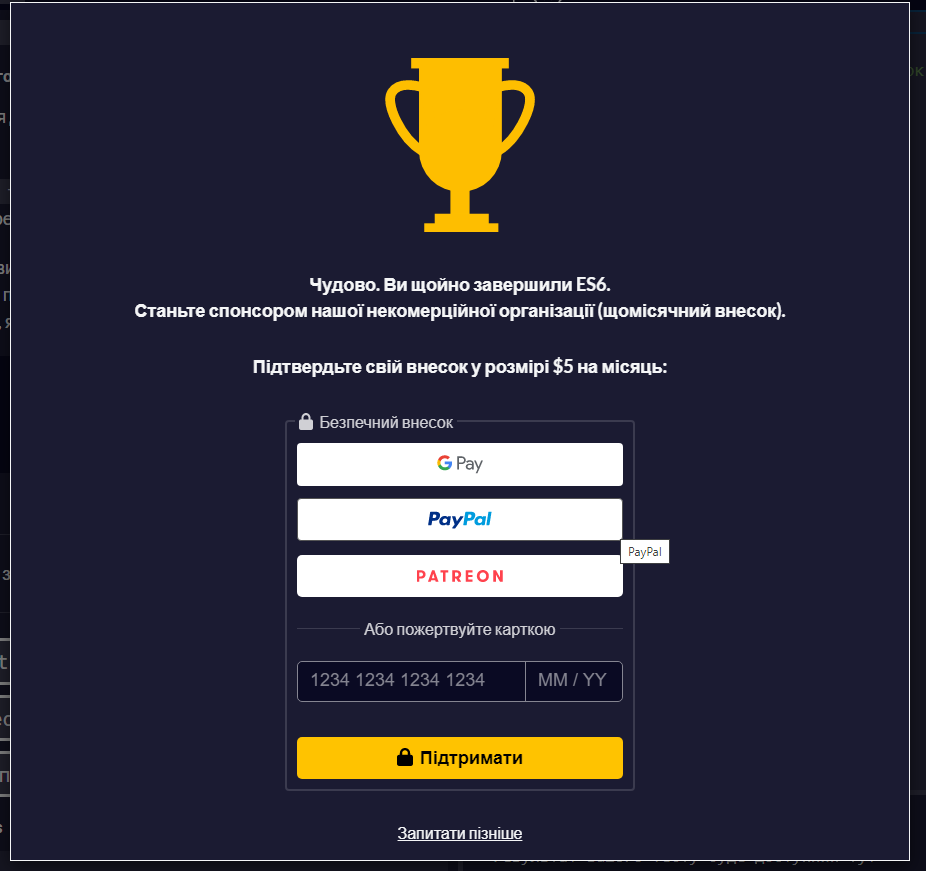 Чудово. Ви щойно завершили ES6.
Станьте спонсором нашої некомерційної організації (щомісячний внесок).
Підтвердьте свій внесок у розмірі $5 на місяць:
Безпечний внесок
G Pay
PayPal
PayPal
PATREON
Або пожертвуйте карткою
1234 1234 1234 1234 MM / YY
Підтримати
Запитати пізніше